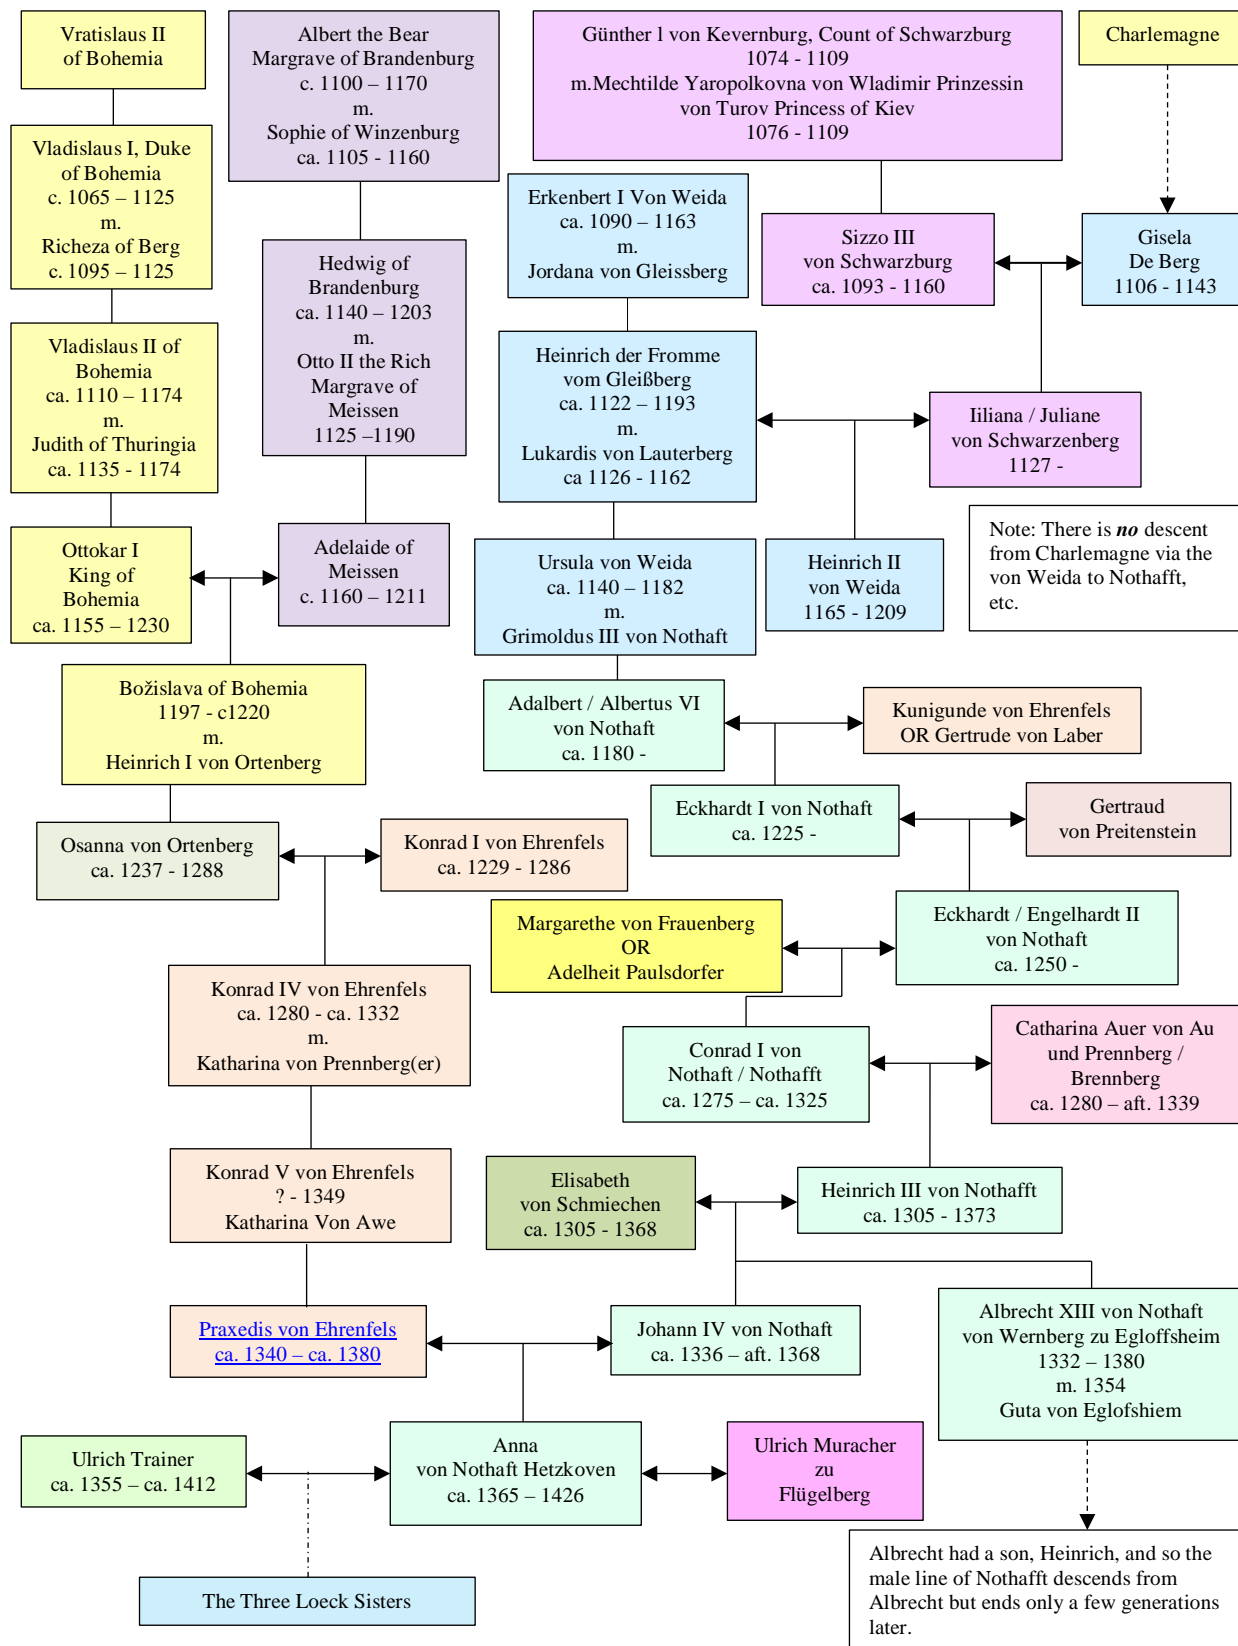 Vratislaus II
of Bohemia
Albert the Bear
Margrave of Brandenburg
c. 1100 – 1170
m.
Sophie of Winzenburg
ca. 1105 - 1160
Günther l von Kevernburg, Count of Schwarzburg
1074 - 1109
m.Mechtilde Yaropolkovna von Wladimir Prinzessin
von Turov Princess of Kiev
1076 - 1109
Charlemagne
Vladislaus I, Duke
of Bohemia
c. 1065 – 1125
m.
Richeza of Berg
c. 1095 – 1125
Hedwig of
Brandenburg
ca. 1140 – 1203
m.
Otto II the Rich
Margrave of
Meissen
1125 –1190
Erkenbert I Von Weida
ca. 1090 – 1163
m.
Jordana von Gleissberg
Sizzo III
von Schwarzburg
ca. 1093 - 1160
Gisela
De Berg
1106 - 1143
Vladislaus II of
Bohemia
ca. 1110 – 1174
m.
Judith of Thuringia
ca. 1135 - 1174
Heinrich der Fromme
vom Gleißberg
ca. 1122 – 1193
m.
Lukardis von Lauterberg
ca 1126 - 1162
Iiliana / Juliane
von Schwarzenberg
1127 -
Ottokar I
King of
Bohemia
ca. 1155 – 1230
Adelaide of
Meissen
c. 1160 – 1211
Ursula von Weida
ca. 1140 – 1182
m.
Grimoldus III von Nothaft
Heinrich II
von Weida
1165 - 1209
Note: There is no descent
from Charlemagne via the
von Weida to Nothafft,
etc.
Božislava of Bohemia
1197 - c1220
m.
Heinrich I von Ortenberg
Adalbert / Albertus VI
von Nothaft
ca. 1180 -
Kunigunde von Ehrenfels
OR Gertrude von Laber
Eckhardt I von Nothaft
ca. 1225 -
Gertraud
von Preitenstein
Osanna von Ortenberg
ca. 1237 - 1288
Konrad I von Ehrenfels
ca. 1229 - 1286
Margarethe von Frauenberg
OR
Adelheit Paulsdorfer
Eckhardt / Engelhardt II
von Nothaft
ca. 1250 -
Konrad IV von Ehrenfels
ca. 1280 - ca. 1332
m.
Katharina von Prennberg(er)
Conrad I von
Nothaft / Nothafft
ca. 1275 – ca. 1325
Catharina Auer von Au
und Prennberg /
Brennberg
ca. 1280 – aft. 1339
Konrad V von Ehrenfels
? - 1349
Katharina Von Awe
Elisabeth
von Schmiechen
ca. 1305 - 1368
Heinrich III von Nothafft
ca. 1305 - 1373
Praxedis von Ehrenfels
ca. 1340 – ca. 1380
Johann IV von Nothaft
ca. 1336 – aft. 1368
Albrecht XIII von Nothaft
von Wernberg zu Egloffsheim
1332 – 1380
m. 1354
Guta von Eglofshiem
Ulrich Trainer
ca. 1355 – ca. 1412
Anna
von Nothaft Hetzkoven
ca. 1365 – 1426
Ulrich Muracher
zu
Flügelberg
The Three Loeck Sisters
Albrecht had a son, Heinrich, and so the
male line of Nothafft descends from
Albrecht but ends only a few generations
later.